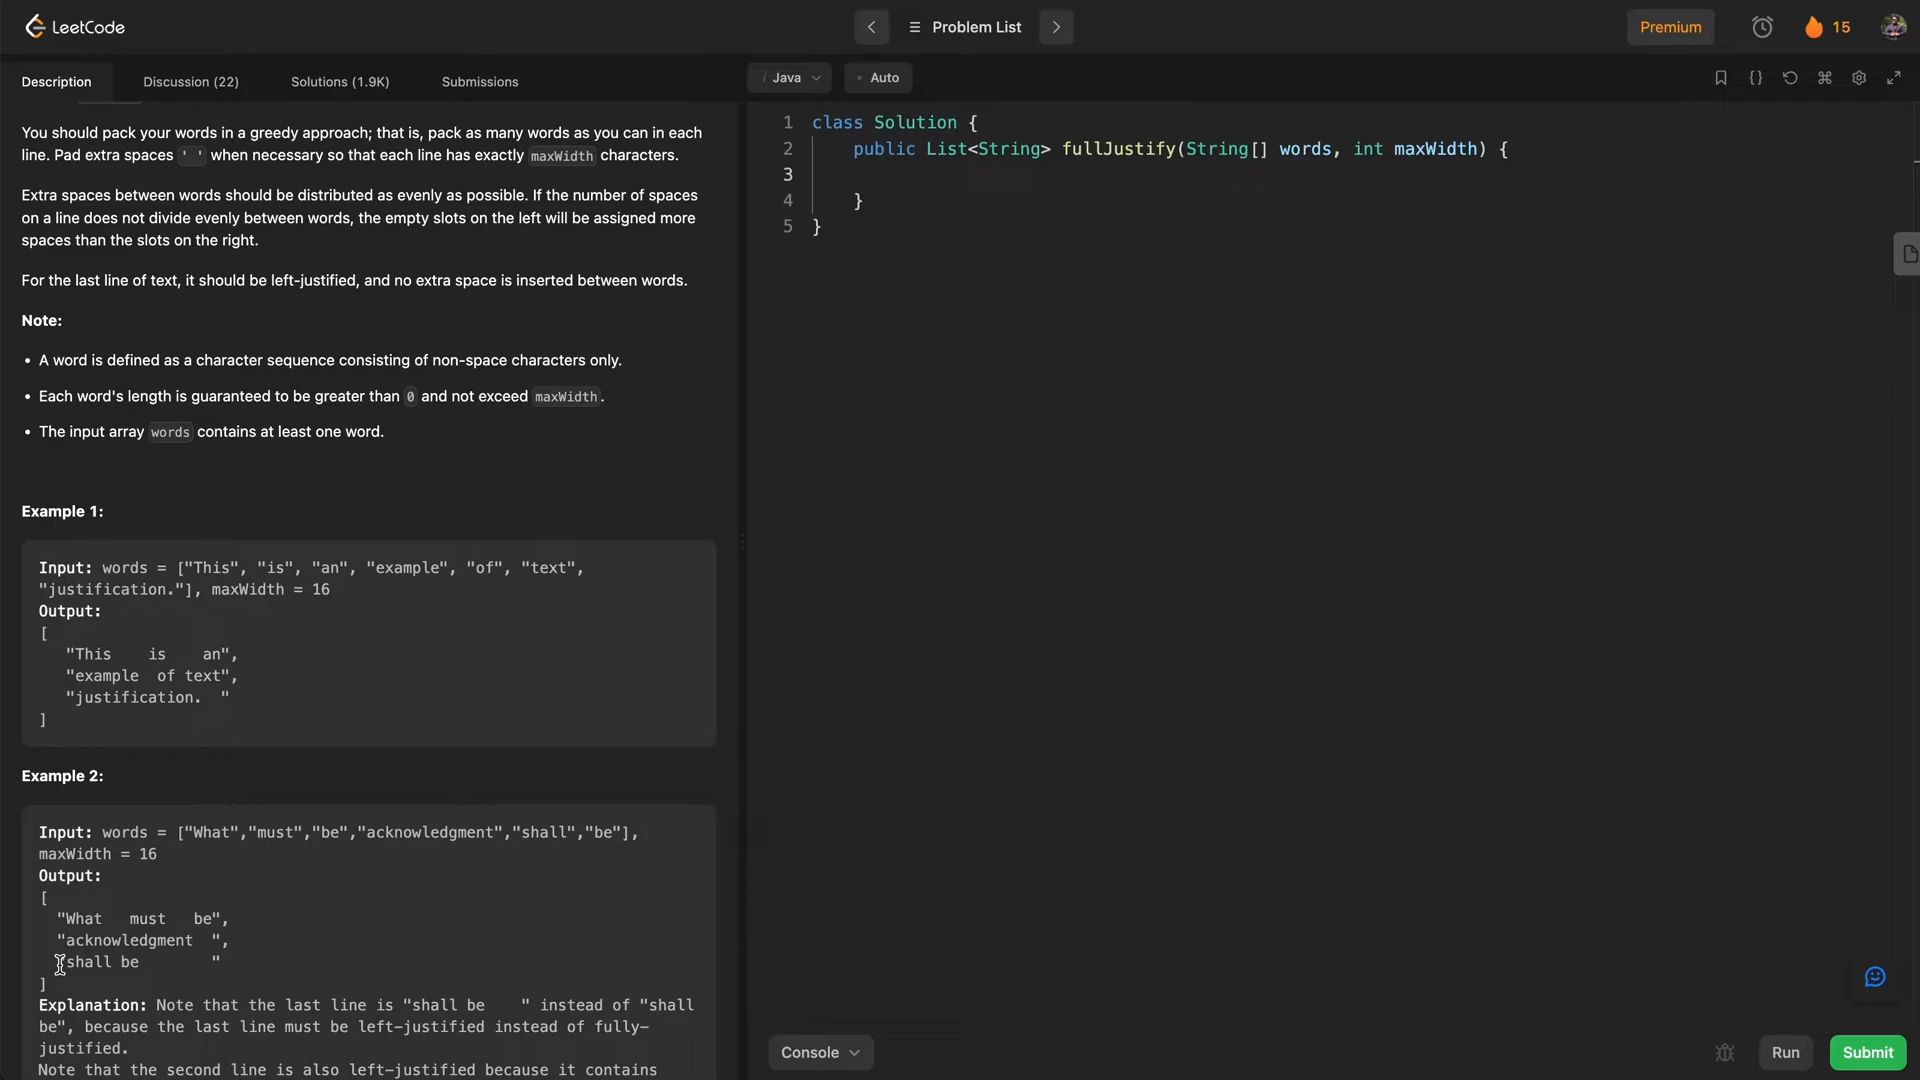 LeetCode
Problem List
Premium
15
Description
Discussion (22)
Solutions (1.9K)
Submissions
i Java
Auto
You should pack your words in a greedy approach; that is, pack as many words as you can in each
line. Pad extra spaces ' ' when necessary so that each line has exactly maxWidth characters.
Extra spaces between words should be distributed as evenly as possible. If the number of spaces
on a line does not divide evenly between words, the empty slots on the left will be assigned more
spaces than the slots on the right.
For the last line of text, it should be left-justified, and no extra space is inserted between words.
Note:
• A word is defined as a character sequence consisting of non-space characters only.
• Each word's length is guaranteed to be greater than 0 and not exceed maxWidth.
• The input array words contains at least one word.
Example 1:
Input: words = ["This", "is", "an", "example", "of", "text",
"justification."], maxWidth = 16
Output:
[
   "This    is    an",
   "example  of text",
   "justification.  "
]
Example 2:
Input: words = ["What","must","be","acknowledgment","shall","be"],
maxWidth = 16
Output:
[
  "What   must   be",
  "acknowledgment  ",
  "shall be        "
]
Explanation: Note that the last line is "shall be    " instead of "shall
be", because the last line must be left-justified instead of fully-
justified.
Note that the second line is also left-justified because it contains
1 class Solution {
2     public List<String> fullJustify(String[] words, int maxWidth) {
3
4     }
5 }
Console
Run
Submit